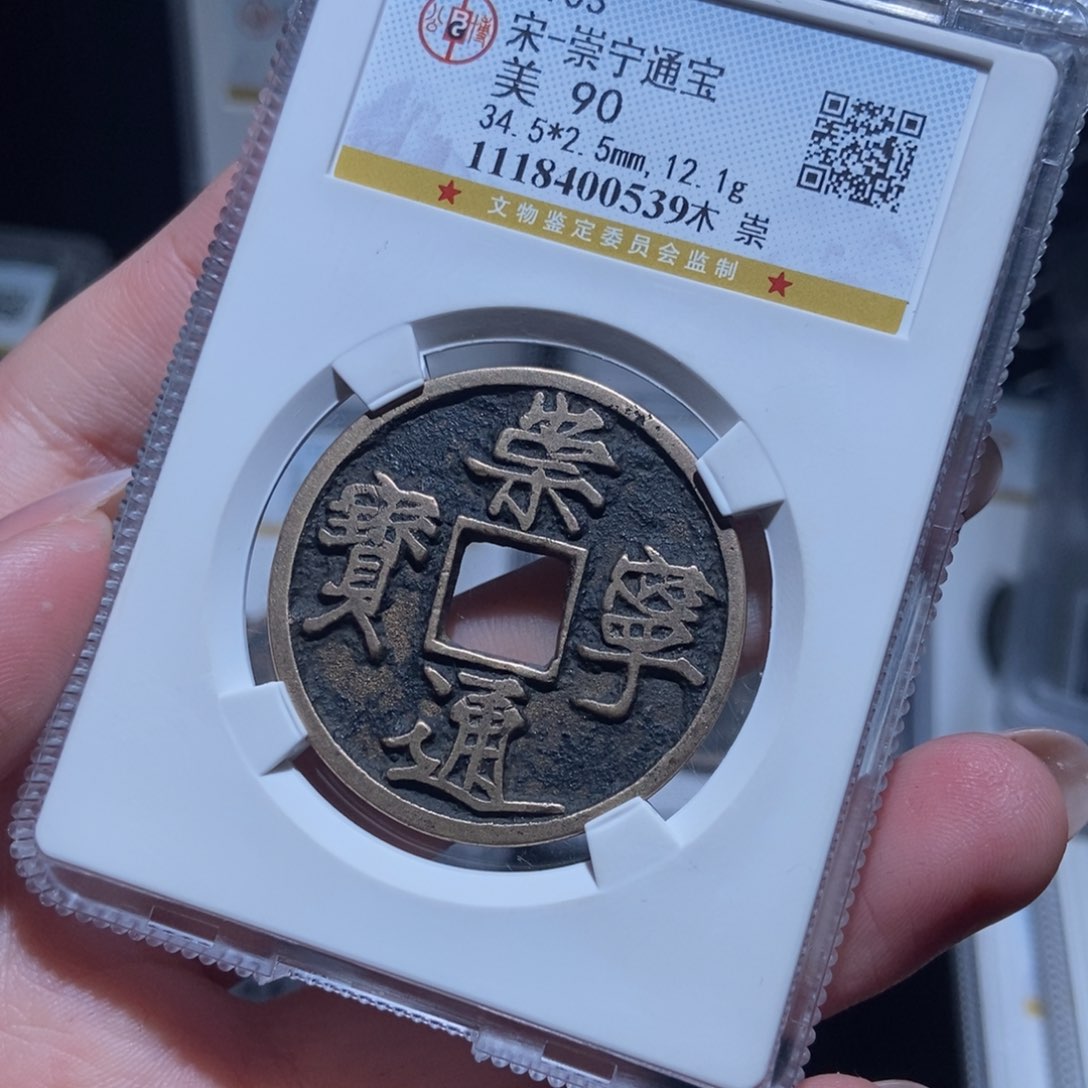 宋-崇宁通宝
美 90
34.5*2.5mm,12.1g
1118400539木 崇
文物鉴定委员会监制
公博
崇寧通寶